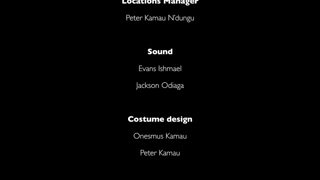 Locations Manager
Peter Kamau N'dungu
Sound
Evans Ishmael
Jackson Odiaga
Costume design
Onesmus Kamau
Peter Kamau